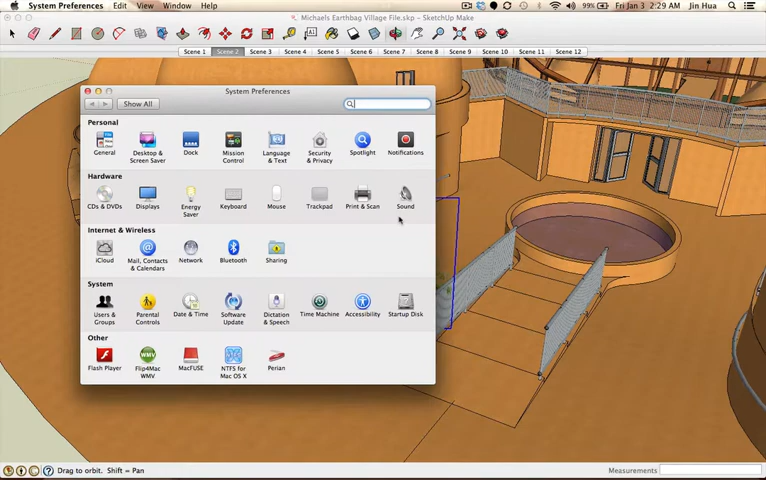 System Preferences Edit View Window Help
99% Fri Jan 3 2:29 AM Jin Hua
Michaels Earthbag Village File.skp - SketchUp Make
Scene 1 Scene 2 Scene 3 Scene 4 Scene 5 Scene 6 Scene 7 Scene 8 Scene 9 Scene 10 Scene 11 Scene 12
System Preferences
Show All
Personal
General
Desktop & Screen Saver
Dock
Mission Control
Language & Text
Security & Privacy
Spotlight
Notifications
Hardware
CDs & DVDs
Displays
Energy Saver
Keyboard
Mouse
Trackpad
Print & Scan
Sound
Internet & Wireless
iCloud
Mail, Contacts & Calendars
Network
Bluetooth
Sharing
System
Users & Groups
Parental Controls
Date & Time
Software Update
Dictation & Speech
Time Machine
Accessibility
Startup Disk
Other
Flash Player
Flip4Mac WMV
MacFUSE
NTFS for Mac OS X
Perian
Drag to orbit. Shift = Pan
Measurements